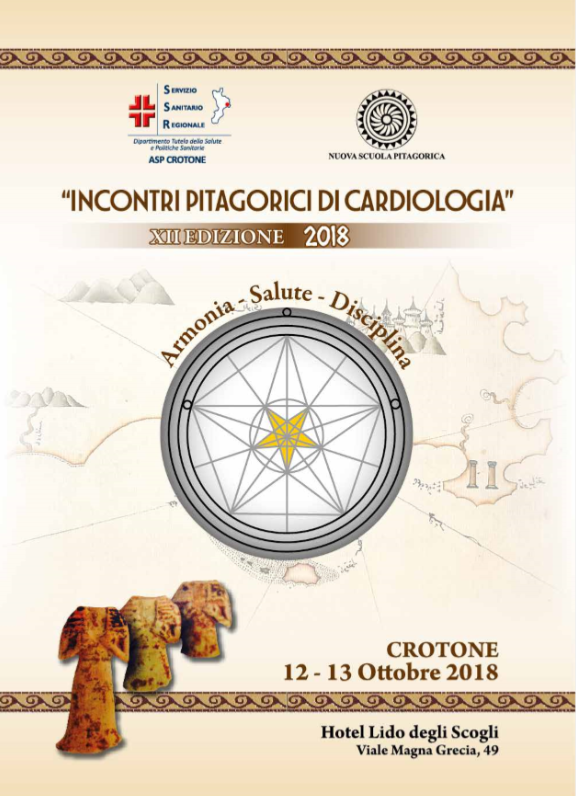 SERVIZIO
SANITARIO
REGIONALE
Dipartimento Tutela della Salute
e Politiche Sanitarie
ASP CROTONE
NUOVA SCUOLA PITAGORICA
“INCONTRI PITAGORICI DI CARDIOLOGIA”
XII EDIZIONE 2018
Armonia - Salute - Disciplina
CROTONE
12 - 13 Ottobre 2018
Hotel Lido degli Scogli
Viale Magna Grecia, 49